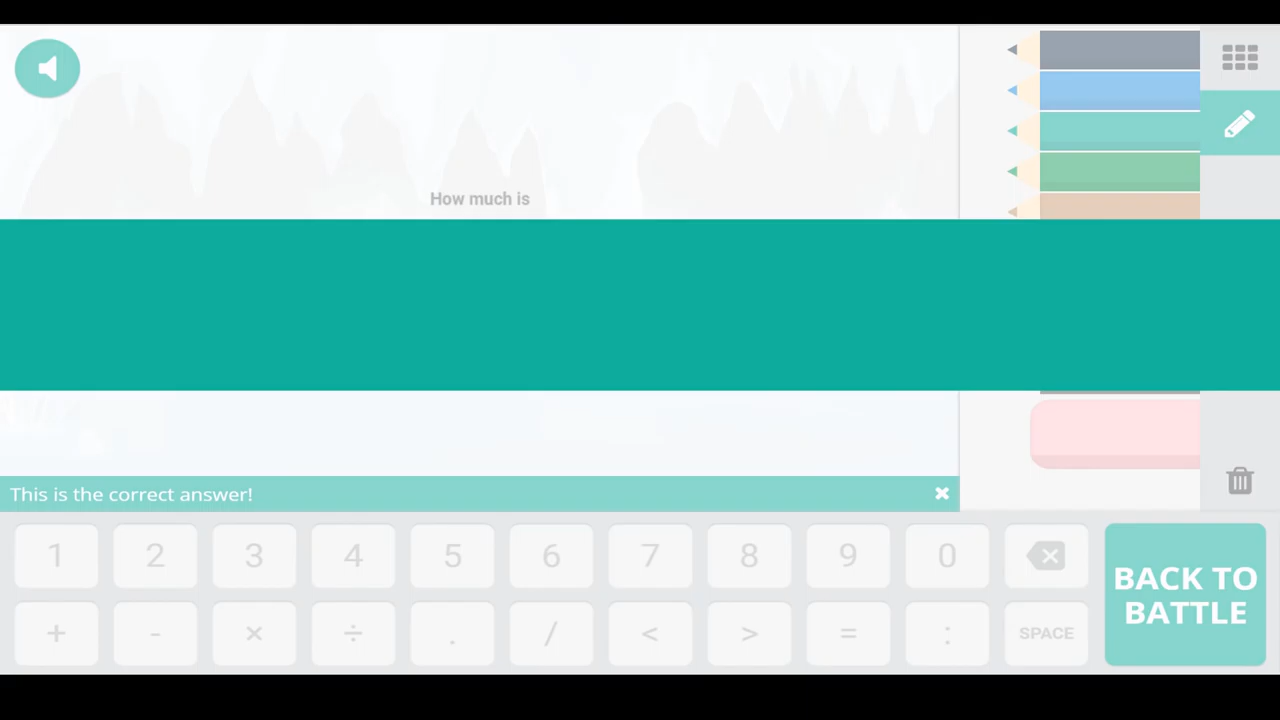 How much is
This is the correct answer!
1 2 3 4 5 6 7 8 9 0
+ - × ÷ . / < > = : SPACE
BACK TO
BATTLE